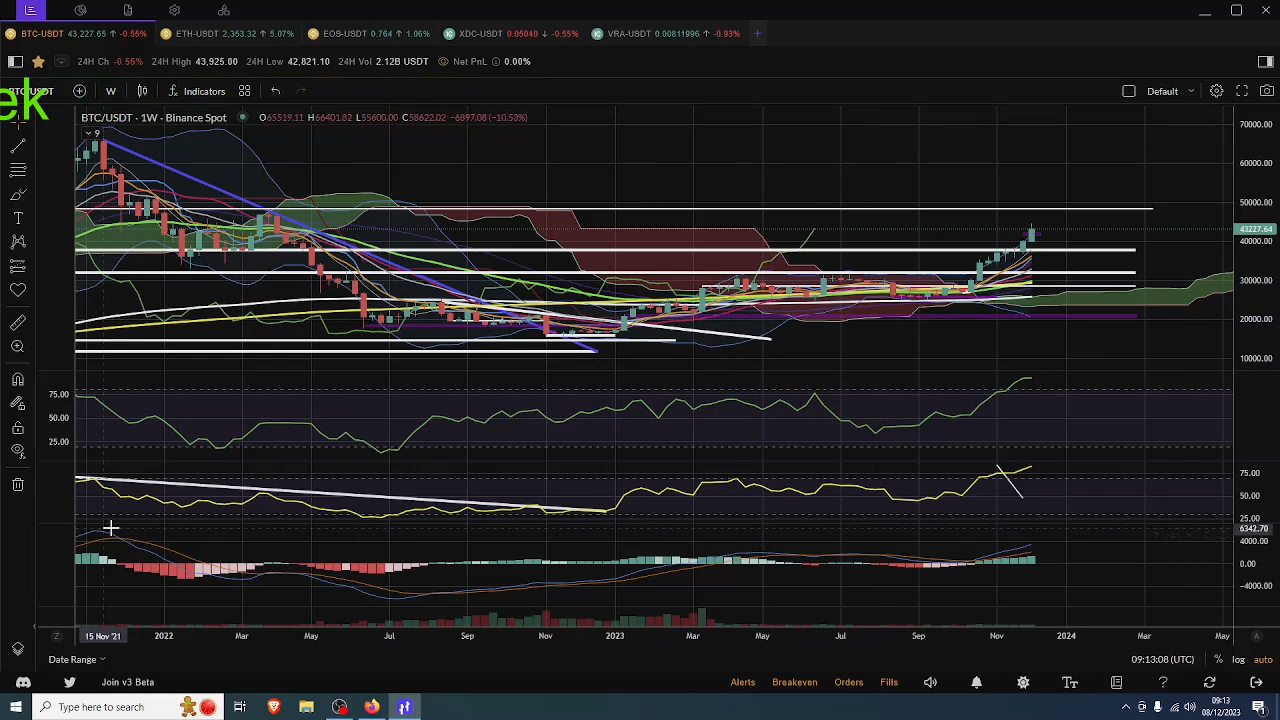 BTC-USDT 43,227.65 ↑ -0.55% ETH-USDT 2,353.32 ↑ 5.07% EOS-USDT 0.764 ↑ 1.06% XDC-USDT 0.05040 ↓ -0.55% VRA-USDT 0.00811996 ↑ -0.93% +
24H Ch -0.55% 24H High 43,925.00 24H Low 42,821.10 24H Vol 2.12B USDT Net PnL 0.00%
ek
BTC/USDT W Indicators Default
BTC/USDT · 1W · Binance Spot O65519.11 H66401.82 L55600.00 C58622.02 −6897.08 (−10.53%)
9
70000.00
60000.00
50000.00
43227.64
40000.00
30000.00
20000.00
10000.00
75.00
50.00
25.00
75.00
50.00
25.00
6342.70
4000.00
0.00
−4000.00
Z 15 Nov '21 2022 Mar May Jul Sep Nov 2023 Mar May Jul Sep Nov 2024 Mar May A
Date Range 09:13:08 (UTC) % log auto
Join v3 Beta Alerts Breakeven Orders Fills
Type here to search 09:13
08/12/2023